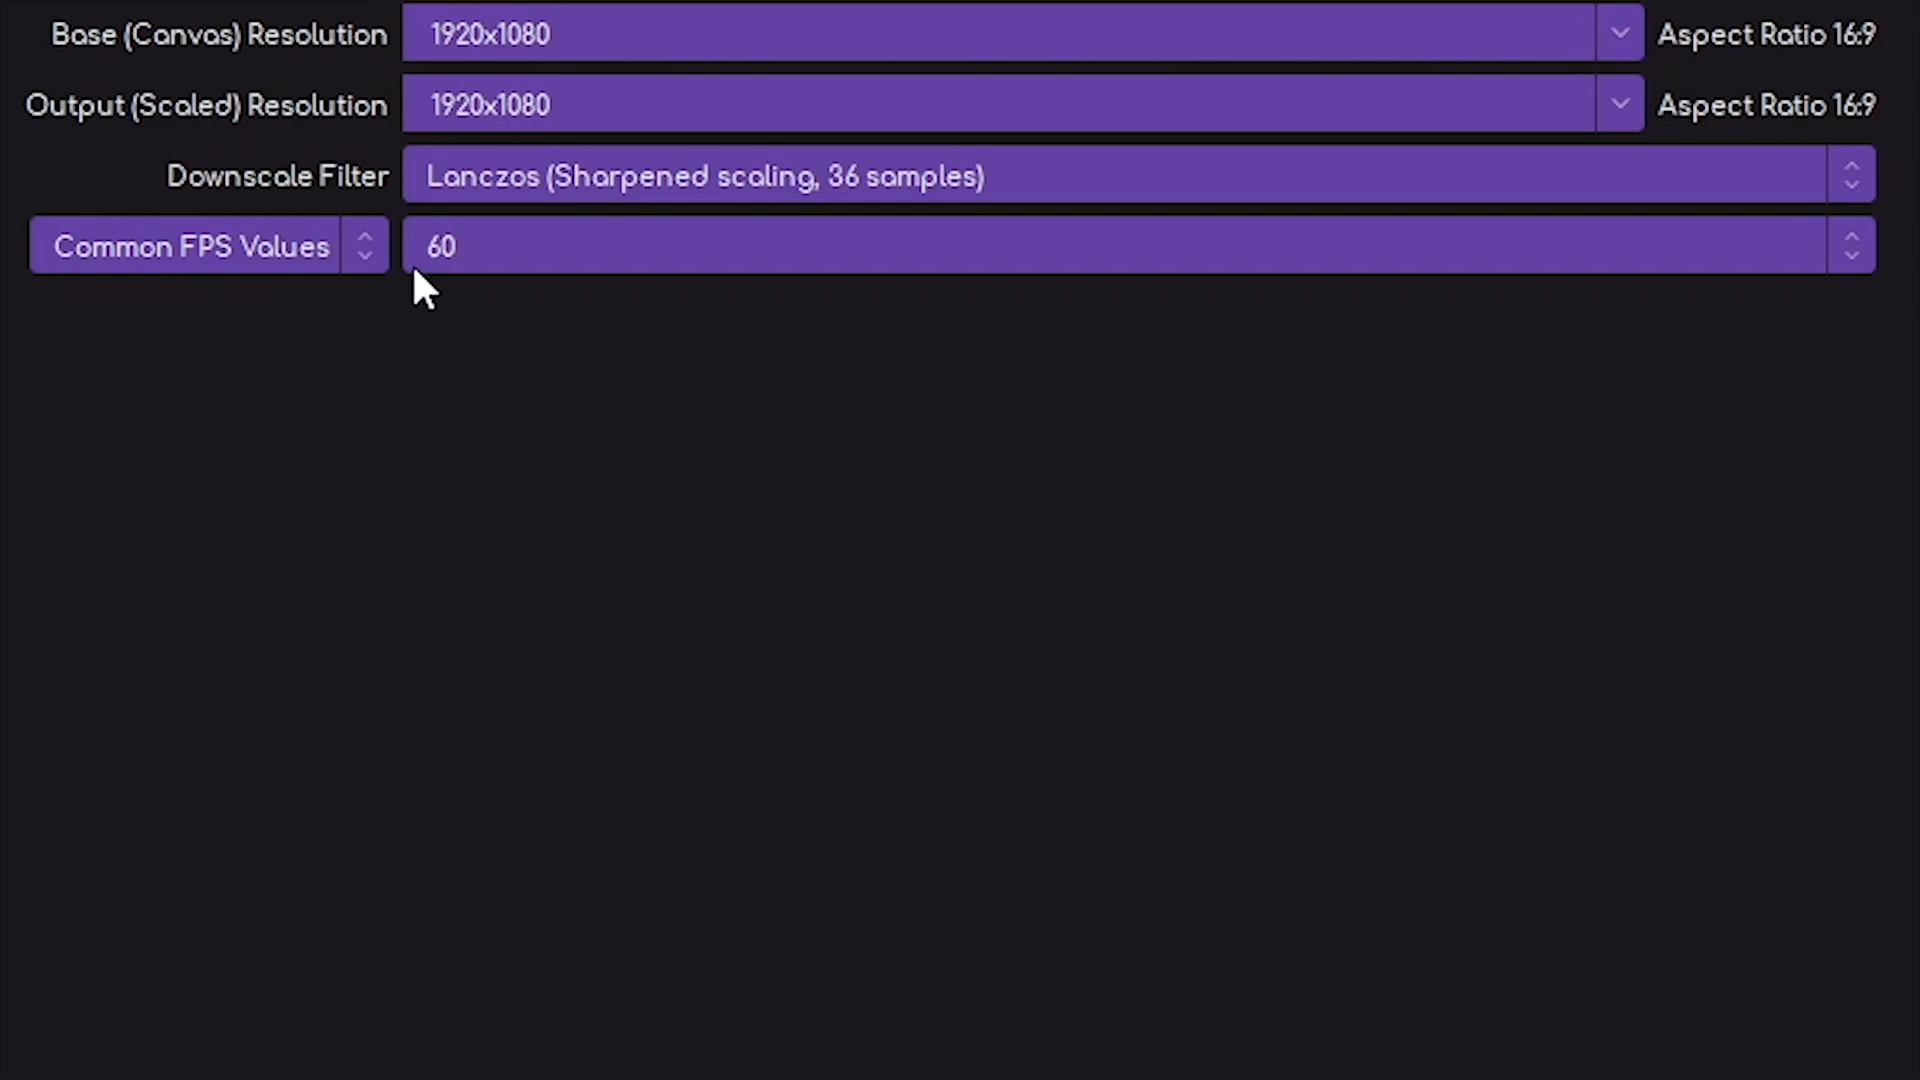 Base (Canvas) Resolution 1920x1080 Aspect Ratio 16:9
Output (Scaled) Resolution 1920x1080 Aspect Ratio 16:9
Downscale Filter Lanczos (Sharpened scaling, 36 samples)
Common FPS Values 60